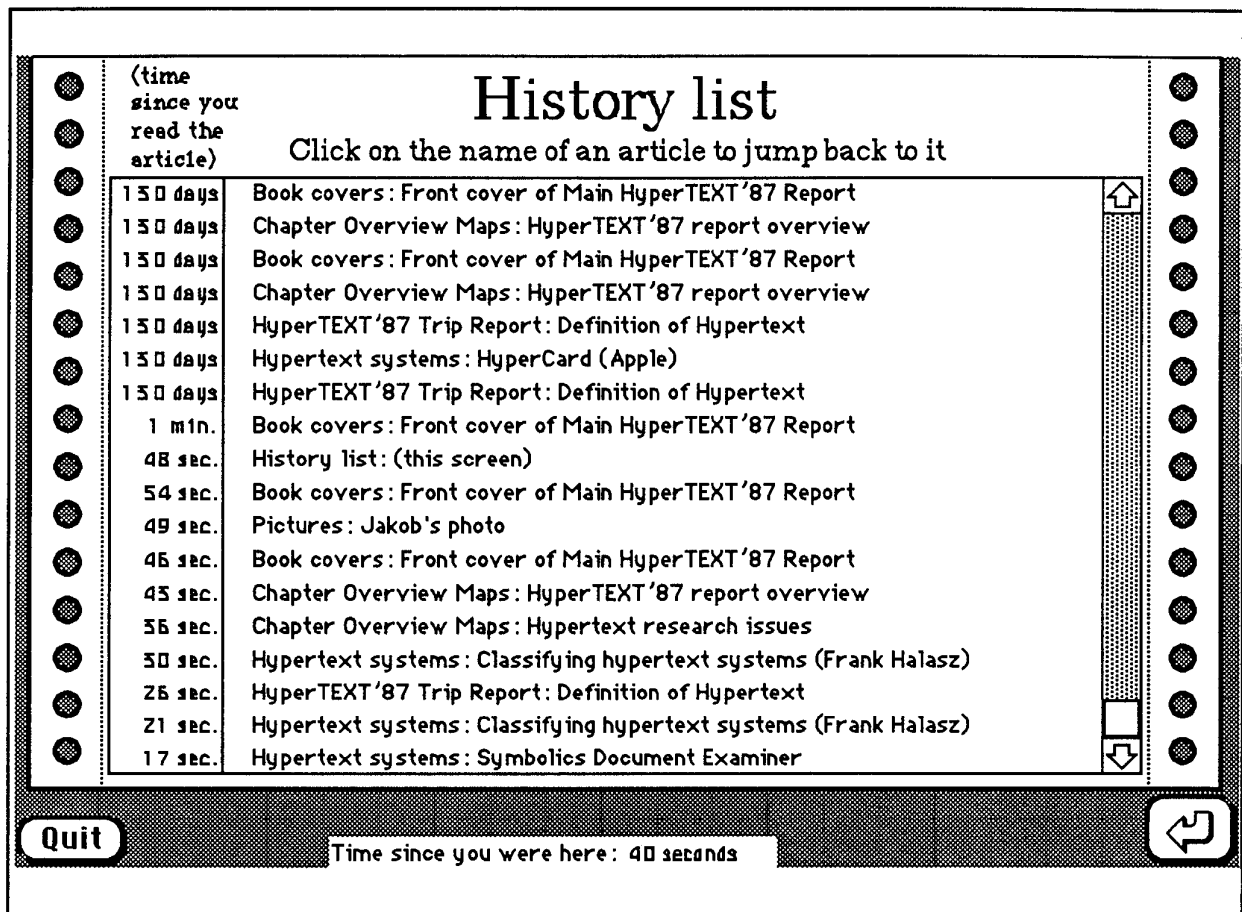 (time
since you
read the
article)
History list
Click on the name of an article to jump back to it
130 days Book covers: Front cover of Main HyperTEXT'87 Report
130 days Chapter Overview Maps: HyperTEXT'87 report overview
130 days Book covers: Front cover of Main HyperTEXT'87 Report
130 days Chapter Overview Maps: HyperTEXT'87 report overview
130 days HyperTEXT'87 Trip Report: Definition of Hypertext
130 days Hypertext systems: HyperCard (Apple)
130 days HyperTEXT'87 Trip Report: Definition of Hypertext
1 min. Book covers: Front cover of Main HyperTEXT'87 Report
48 sec. History list: (this screen)
54 sec. Book covers: Front cover of Main HyperTEXT'87 Report
49 sec. Pictures: Jakob's photo
46 sec. Book covers: Front cover of Main HyperTEXT'87 Report
43 sec. Chapter Overview Maps: HyperTEXT'87 report overview
36 sec. Chapter Overview Maps: Hypertext research issues
30 sec. Hypertext systems: Classifying hypertext systems (Frank Halasz)
26 sec. HyperTEXT'87 Trip Report: Definition of Hypertext
21 sec. Hypertext systems: Classifying hypertext systems (Frank Halasz)
17 sec. Hypertext systems: Symbolics Document Examiner
Quit
Time since you were here: 40 seconds